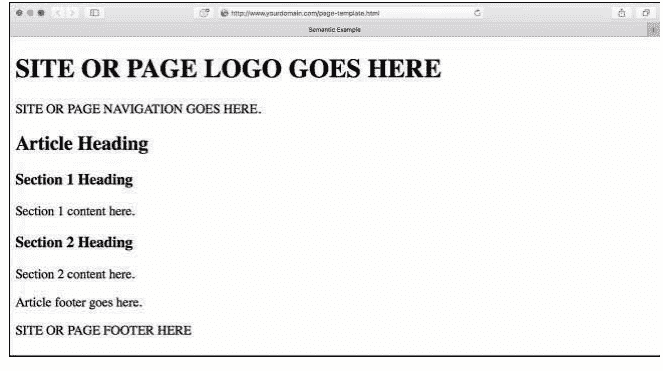 http://www.yourdomain.com/page-template.html
Semantic Example
SITE OR PAGE LOGO GOES HERE
SITE OR PAGE NAVIGATION GOES HERE.
Article Heading
Section 1 Heading
Section 1 content here.
Section 2 Heading
Section 2 content here.
Article footer goes here.
SITE OR PAGE FOOTER HERE